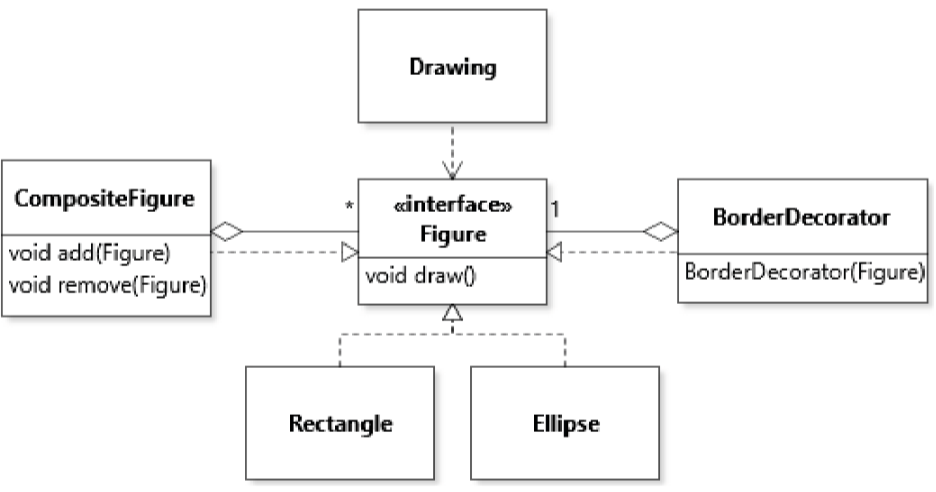 Drawing
CompositeFigure
void add(Figure)
void remove(Figure)
*
«interface»
Figure
void draw()
1
BorderDecorator
BorderDecorator(Figure)
Rectangle
Ellipse